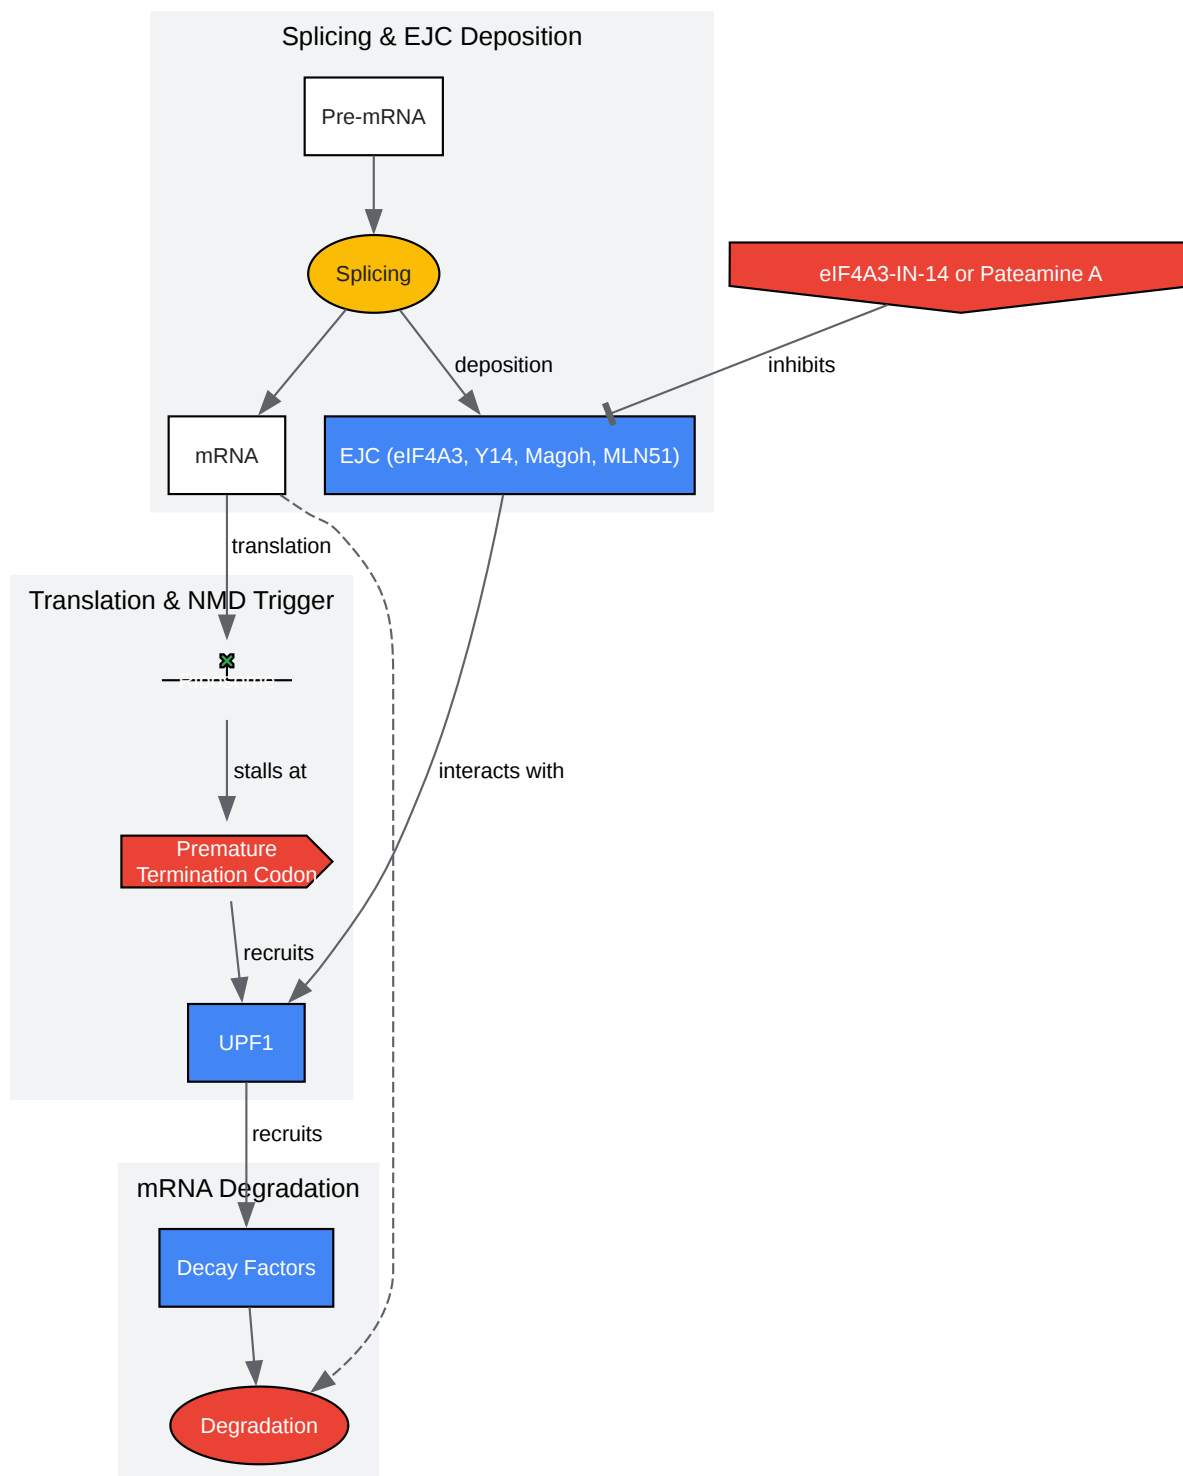 Splicing & EJC Deposition
Pre-mRNA
Splicing
eIF4A3-IN-14 or Pateamine A
deposition
inhibits
mRNA
EJC (eIF4A3, Y14, Magoh, MLN51)
translation
Translation & NMD Trigger
Ribosome
stalls at
interacts with
Premature
Termination Codon
recruits
UPF1
recruits
mRNA Degradation
Decay Factors
Degradation